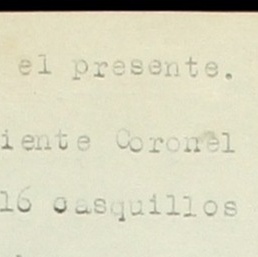 el presente.
iente Coronel
16 casquillos